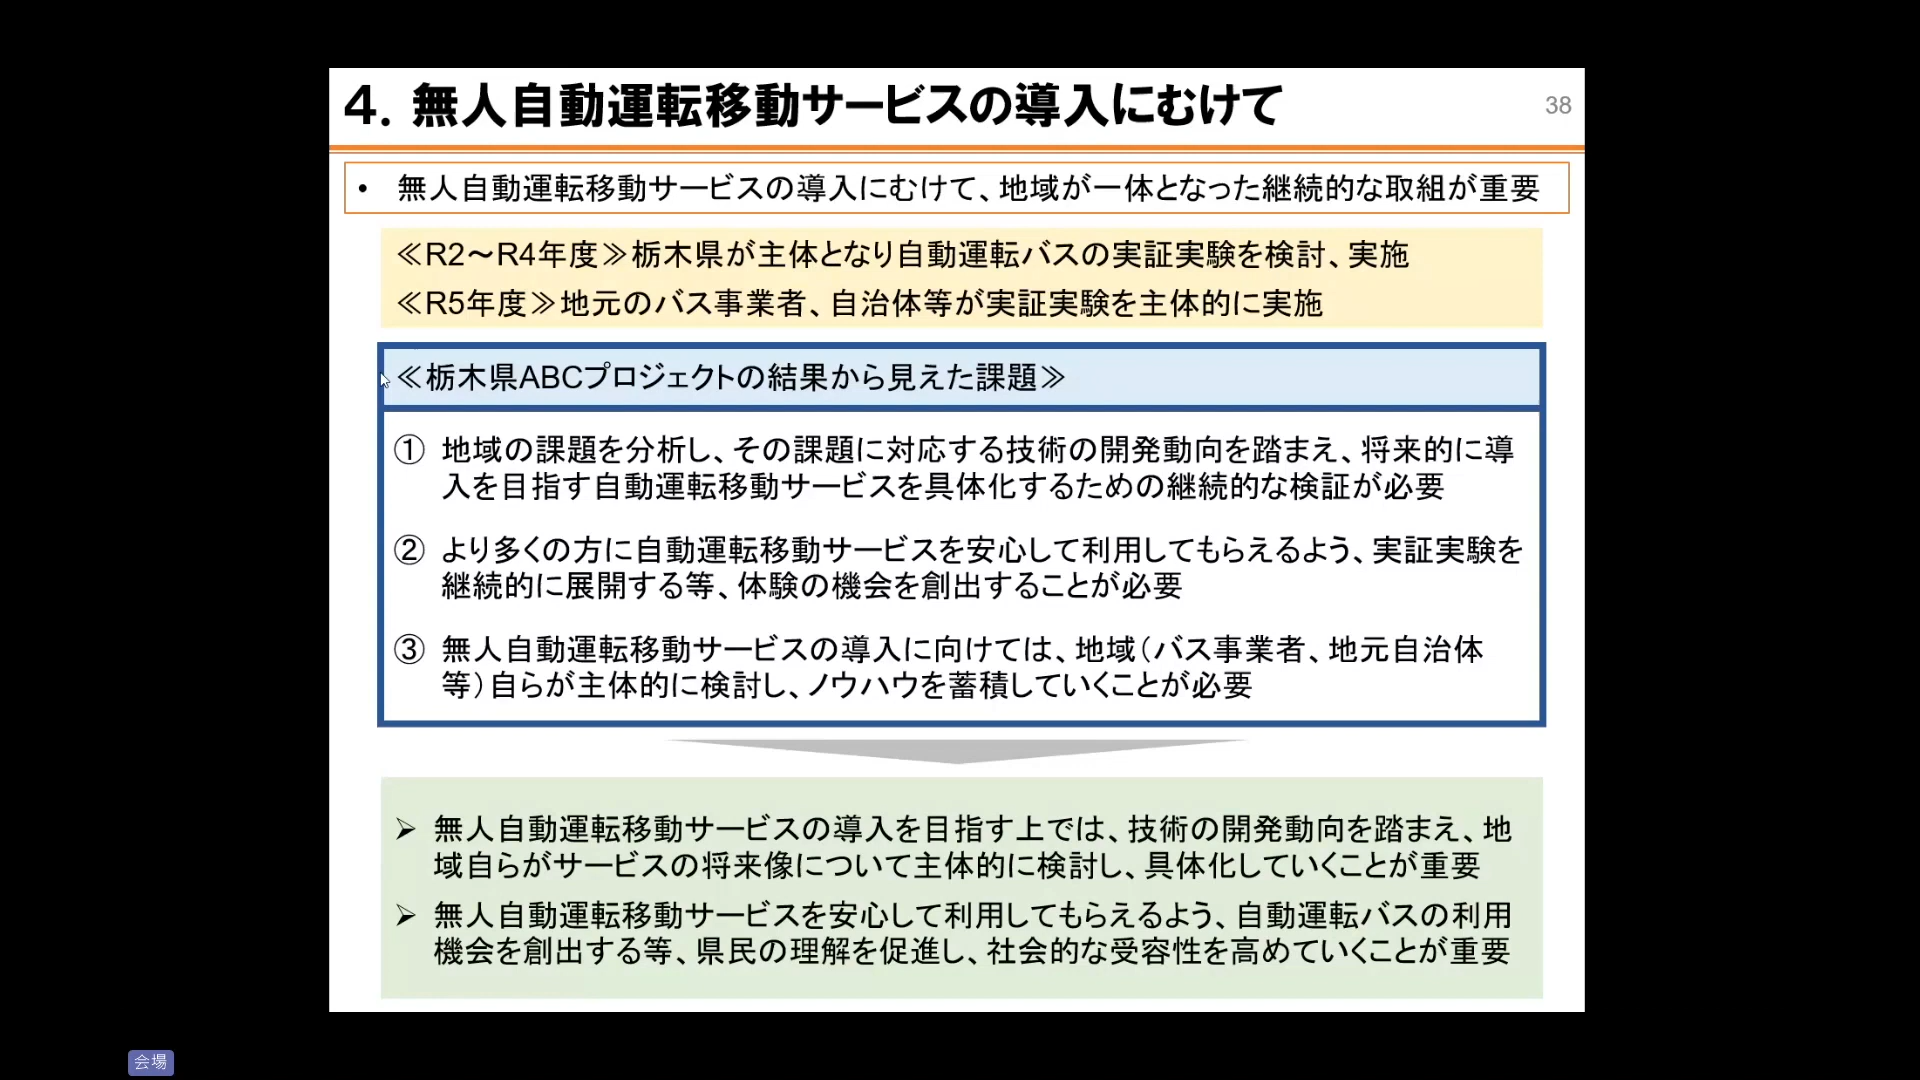 4. 無人自動運転移動サービスの導入にむけて
38
• 無人自動運転移動サービスの導入にむけて、地域が一体となった継続的な取組が重要
≪R2～R4年度≫栃木県が主体となり自動運転バスの実証実験を検討、実施
≪R5年度≫地元のバス事業者、自治体等が実証実験を主体的に実施
≪栃木県ABCプロジェクトの結果から見えた課題≫
① 地域の課題を分析し、その課題に対応する技術の開発動向を踏まえ、将来的に導
入を目指す自動運転移動サービスを具体化するための継続的な検証が必要
② より多くの方に自動運転移動サービスを安心して利用してもらえるよう、実証実験を
継続的に展開する等、体験の機会を創出することが必要
③ 無人自動運転移動サービスの導入に向けては、地域（バス事業者、地元自治体
等）自らが主体的に検討し、ノウハウを蓄積していくことが必要
➢ 無人自動運転移動サービスの導入を目指す上では、技術の開発動向を踏まえ、地
域自らがサービスの将来像について主体的に検討し、具体化していくことが重要
➢ 無人自動運転移動サービスを安心して利用してもらえるよう、自動運転バスの利用
機会を創出する等、県民の理解を促進し、社会的な受容性を高めていくことが重要
会場